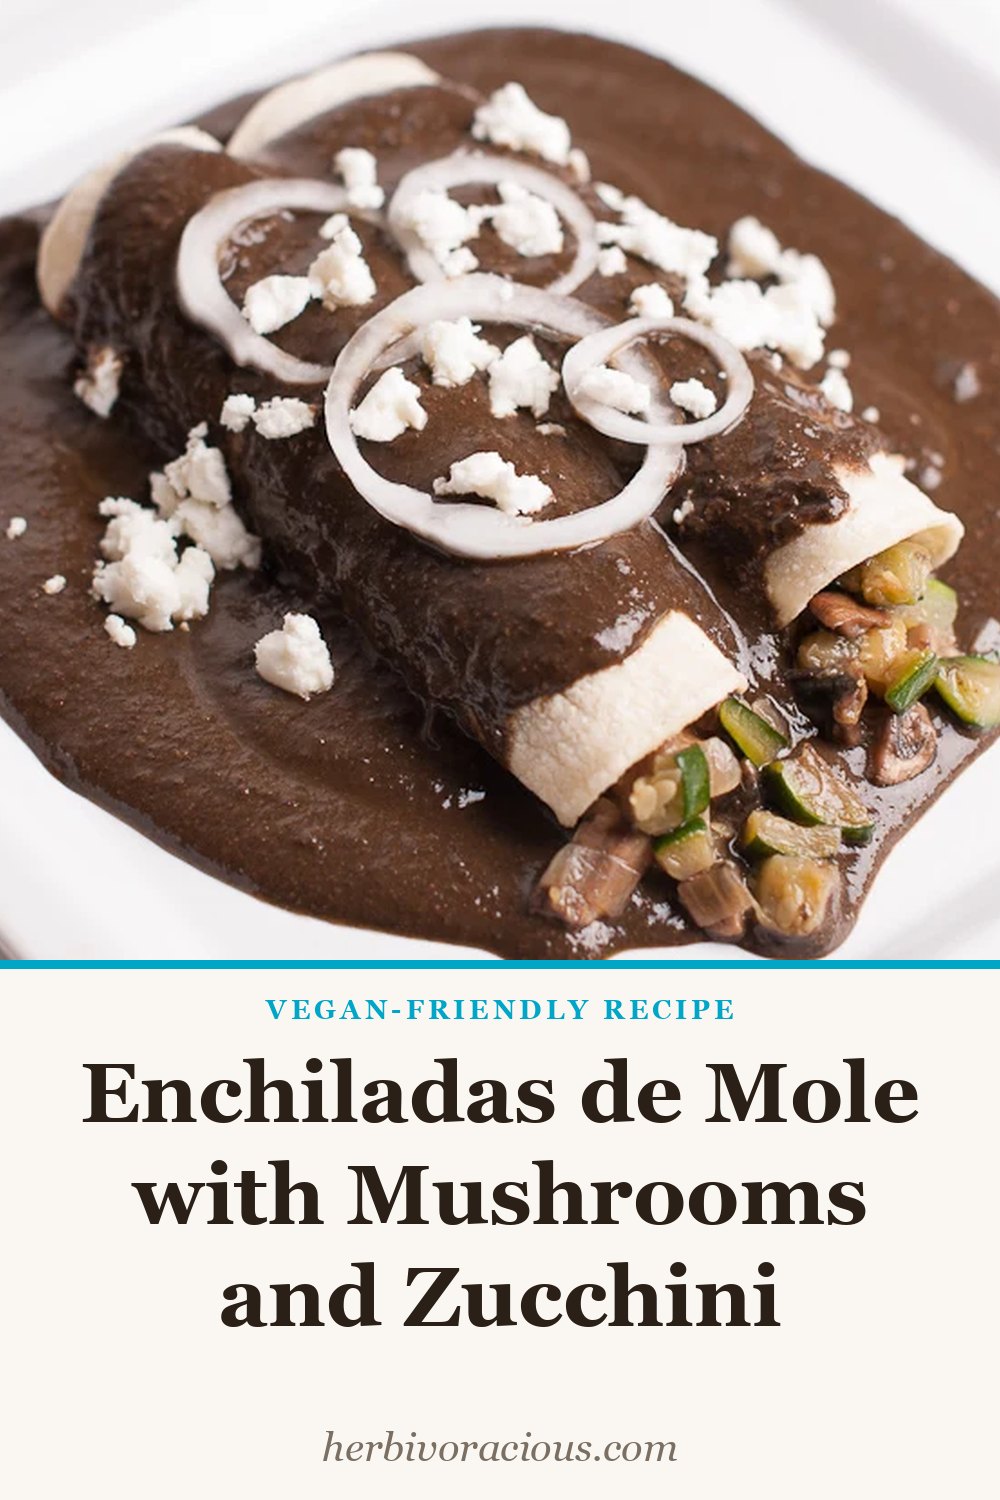 VEGAN-FRIENDLY RECIPE
Enchiladas de Mole
with Mushrooms
and Zucchini
herbivoracious.com